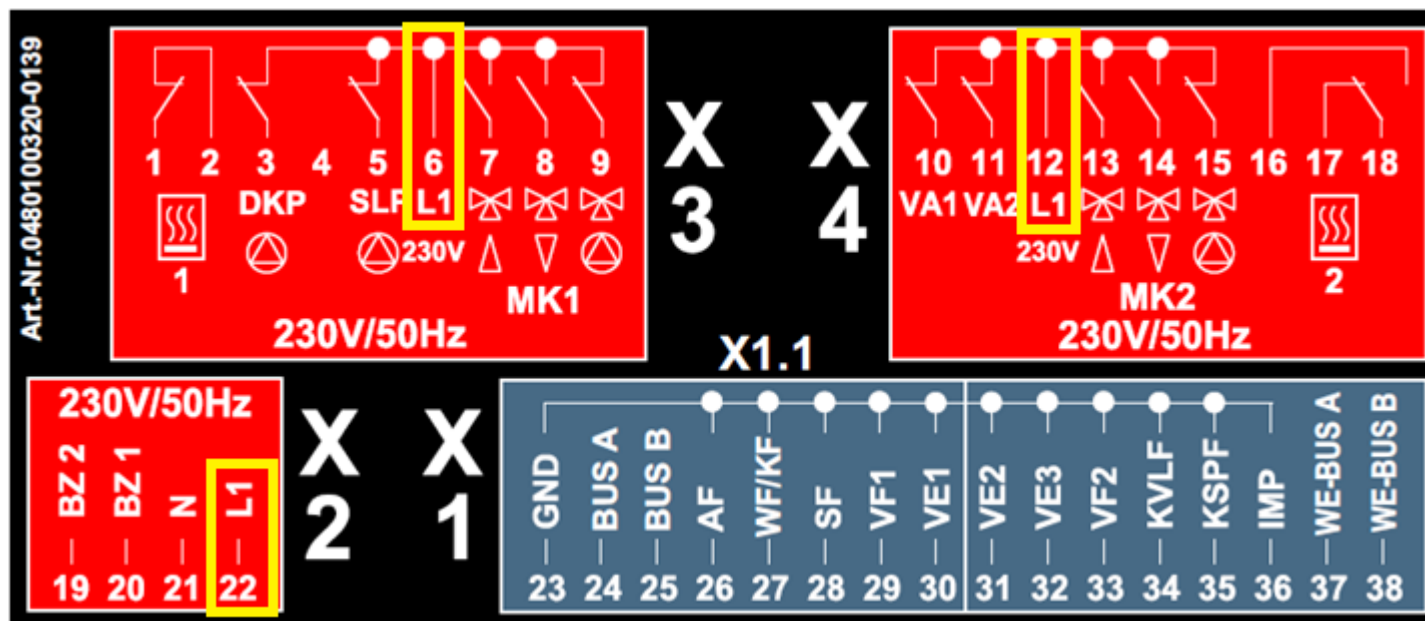 Art.-Nr.0480100320-0139
1 2 3 4 5 6 7 8 9
DKP SLP L1
230V
1
MK1
230V/50Hz
X
3
X
4
10 11 12 13 14 15 16 17 18
VA1 VA2 L1
230V
2
MK2
230V/50Hz
X1.1
230V/50Hz
BZ 2 BZ 1 N L1
19 20 21 22
X
2
X
1
GND BUS A BUS B AF WF/KF SF VF1 VE1 VE2 VE3 VF2 KVLF KSPF IMP WE-BUS A WE-BUS B
23 24 25 26 27 28 29 30 31 32 33 34 35 36 37 38